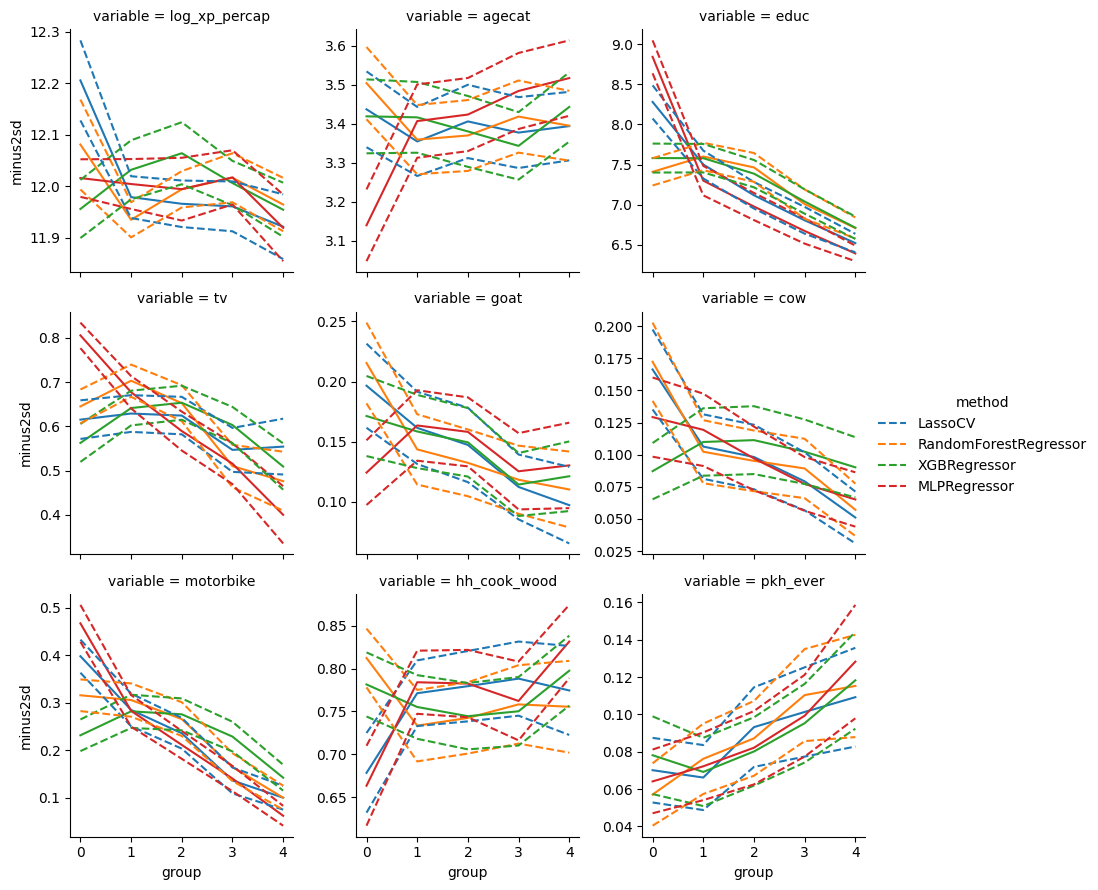 variable = log_xp_percap
variable = agecat
variable = educ
12.3
12.2
12.1
12.0
11.9
minus2sd
3.6
3.5
3.4
3.3
3.2
3.1
9.0
8.5
8.0
7.5
7.0
6.5
variable = tv
variable = goat
variable = cow
0.8
0.7
0.6
0.5
0.4
minus2sd
0.25
0.20
0.15
0.10
0.200
0.175
0.150
0.125
0.100
0.075
0.050
0.025
method
LassoCV
RandomForestRegressor
XGBRegressor
MLPRegressor
variable = motorbike
variable = hh_cook_wood
variable = pkh_ever
0.5
0.4
0.3
0.2
0.1
minus2sd
0 1 2 3 4
group
0.85
0.80
0.75
0.70
0.65
0 1 2 3 4
group
0.16
0.14
0.12
0.10
0.08
0.06
0.04
0 1 2 3 4
group